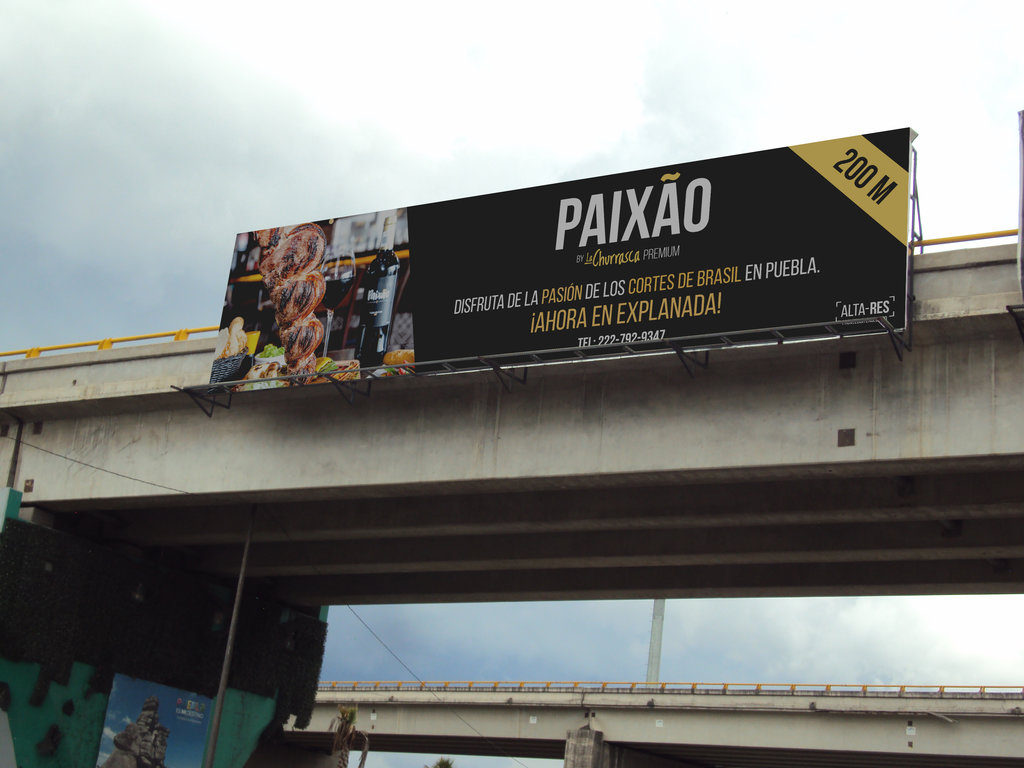 PAIXÃO
BY La Churrasca PREMIUM
DISFRUTA DE LA PASIÓN DE LOS CORTES DE BRASIL EN PUEBLA.
¡AHORA EN EXPLANADA!
TEL: 222-792-9347
200 M
ALTA-RES